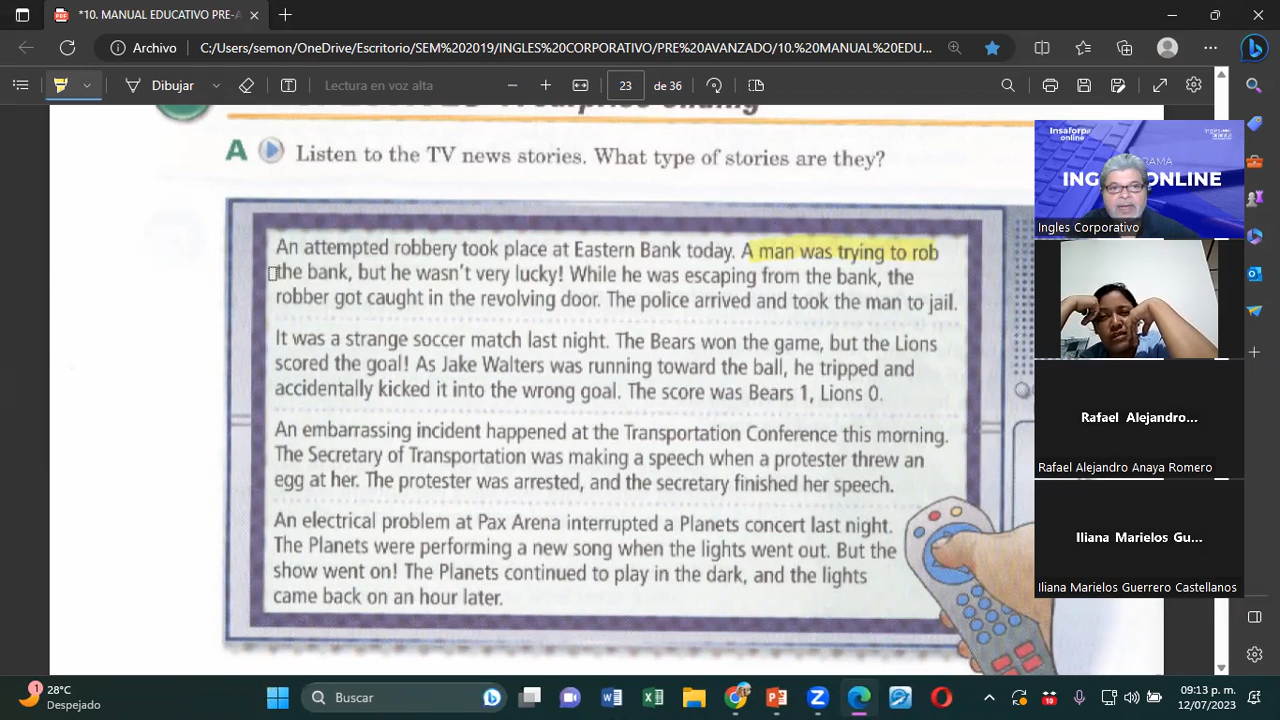 *10. MANUAL EDUCATIVO PRE-A
Archivo
C:/Users/semon/OneDrive/Escritorio/SEM%202019/INGLES%20CORPORATIVO/PRE%20AVANZADO/10.%20MANUAL%20EDU...
Dibujar
Lectura en voz alta
23
de 36
A Listen to the TV news stories. What type of stories are they?
An attempted robbery took place at Eastern Bank today. A man was trying to rob
the bank, but he wasn't very lucky! While he was escaping from the bank, the
robber got caught in the revolving door. The police arrived and took the man to jail.
It was a strange soccer match last night. The Bears won the game, but the Lions
scored the goal! As Jake Walters was running toward the ball, he tripped and
accidentally kicked it into the wrong goal. The score was Bears 1, Lions 0.
An embarrassing incident happened at the Transportation Conference this morning.
The Secretary of Transportation was making a speech when a protester threw an
egg at her. The protester was arrested, and the secretary finished her speech.
An electrical problem at Pax Arena interrupted a Planets concert last night.
The Planets were performing a new song when the lights went out. But the
show went on! The Planets continued to play in the dark, and the lights
came back on an hour later.
Insaforp
online
RAMA
ING ONLINE
Ingles Corporativo
Rafael Alejandro...
Rafael Alejandro Anaya Romero
Iliana Marielos Gu...
Iliana Marielos Guerrero Castellanos
1
28°C
Despejado
Buscar
10
09:13 p. m.
12/07/2023